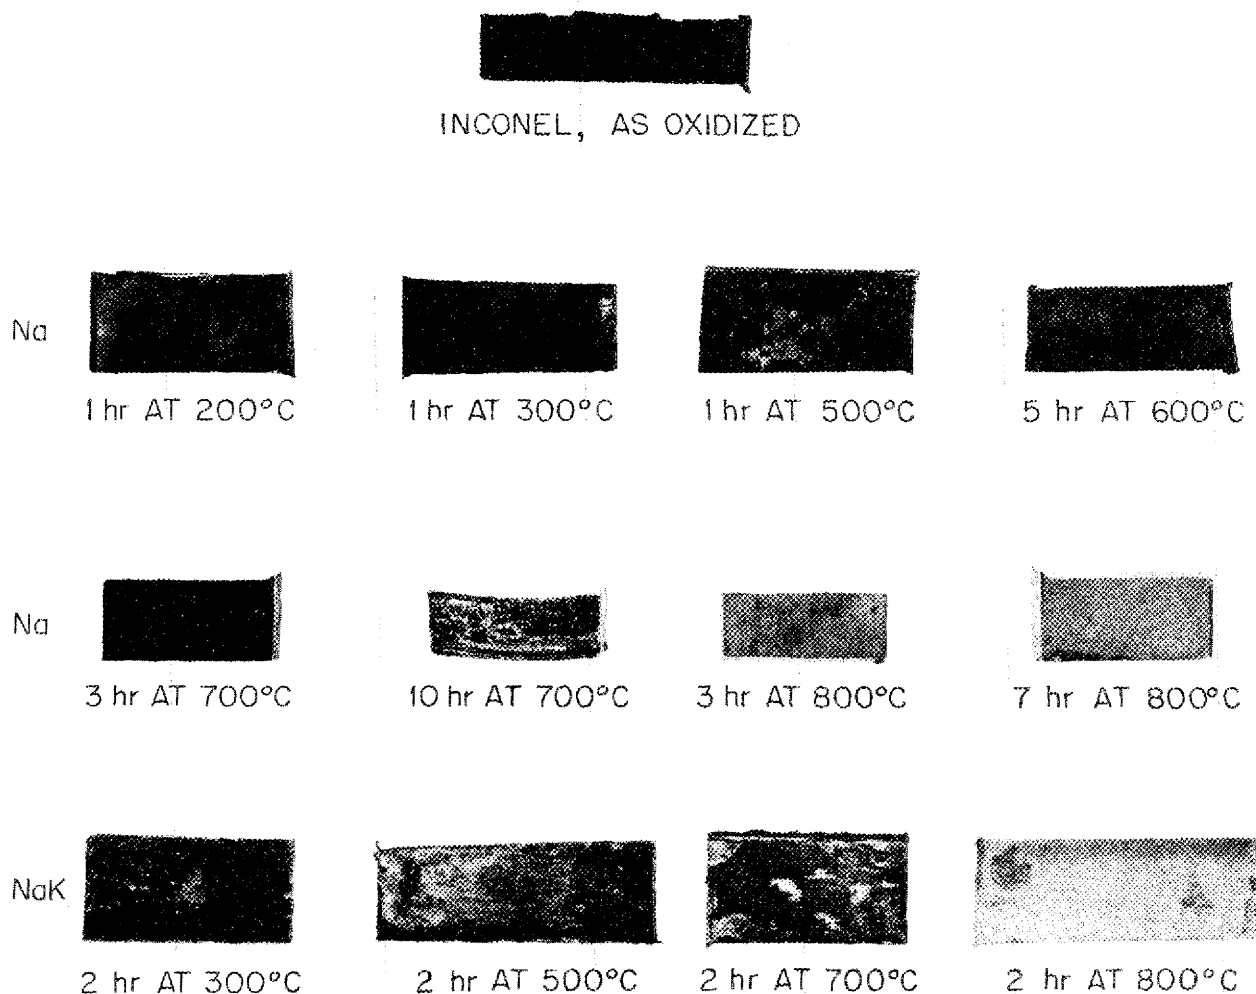 INCONEL, AS OXIDIZED
Na
1 hr AT 200°C
1 hr AT 300°C
1 hr AT 500°C
5 hr AT 600°C
Na
3 hr AT 700°C
10 hr AT 700°C
3 hr AT 800°C
7 hr AT 800°C
NaK
2 hr AT 300°C
2 hr AT 500°C
2 hr AT 700°C
2 hr AT 800°C